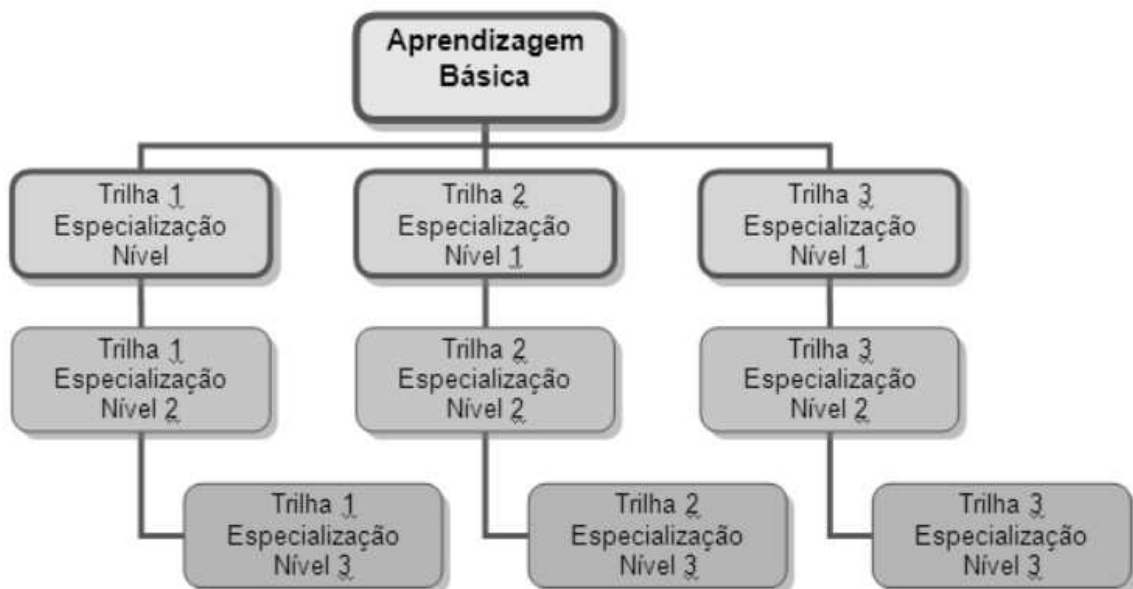 Aprendizagem
Básica
Trilha 1
Especialização
Nível
Trilha 2
Especialização
Nível 1
Trilha 3
Especialização
Nível 1
Trilha 1
Especialização
Nível 2
Trilha 2
Especialização
Nível 2
Trilha 3
Especialização
Nível 2
Trilha 1
Especialização
Nível 3
Trilha 2
Especialização
Nível 3
Trilha 3
Especialização
Nível 3